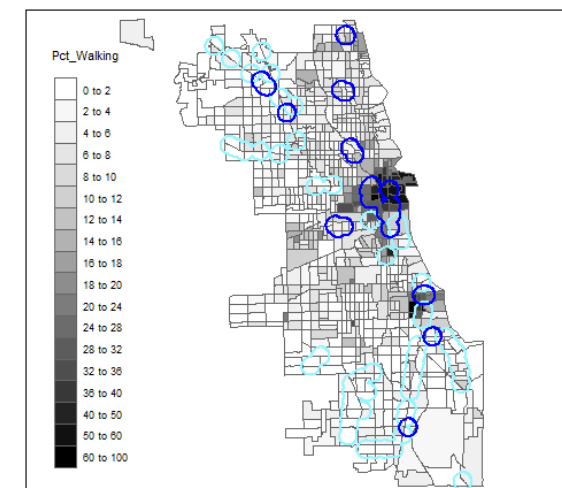 Pct_Walking
0 to 2
2 to 4
4 to 6
6 to 8
8 to 10
10 to 12
12 to 14
14 to 16
16 to 18
18 to 20
20 to 24
24 to 28
28 to 32
32 to 36
36 to 40
40 to 50
50 to 60
60 to 100